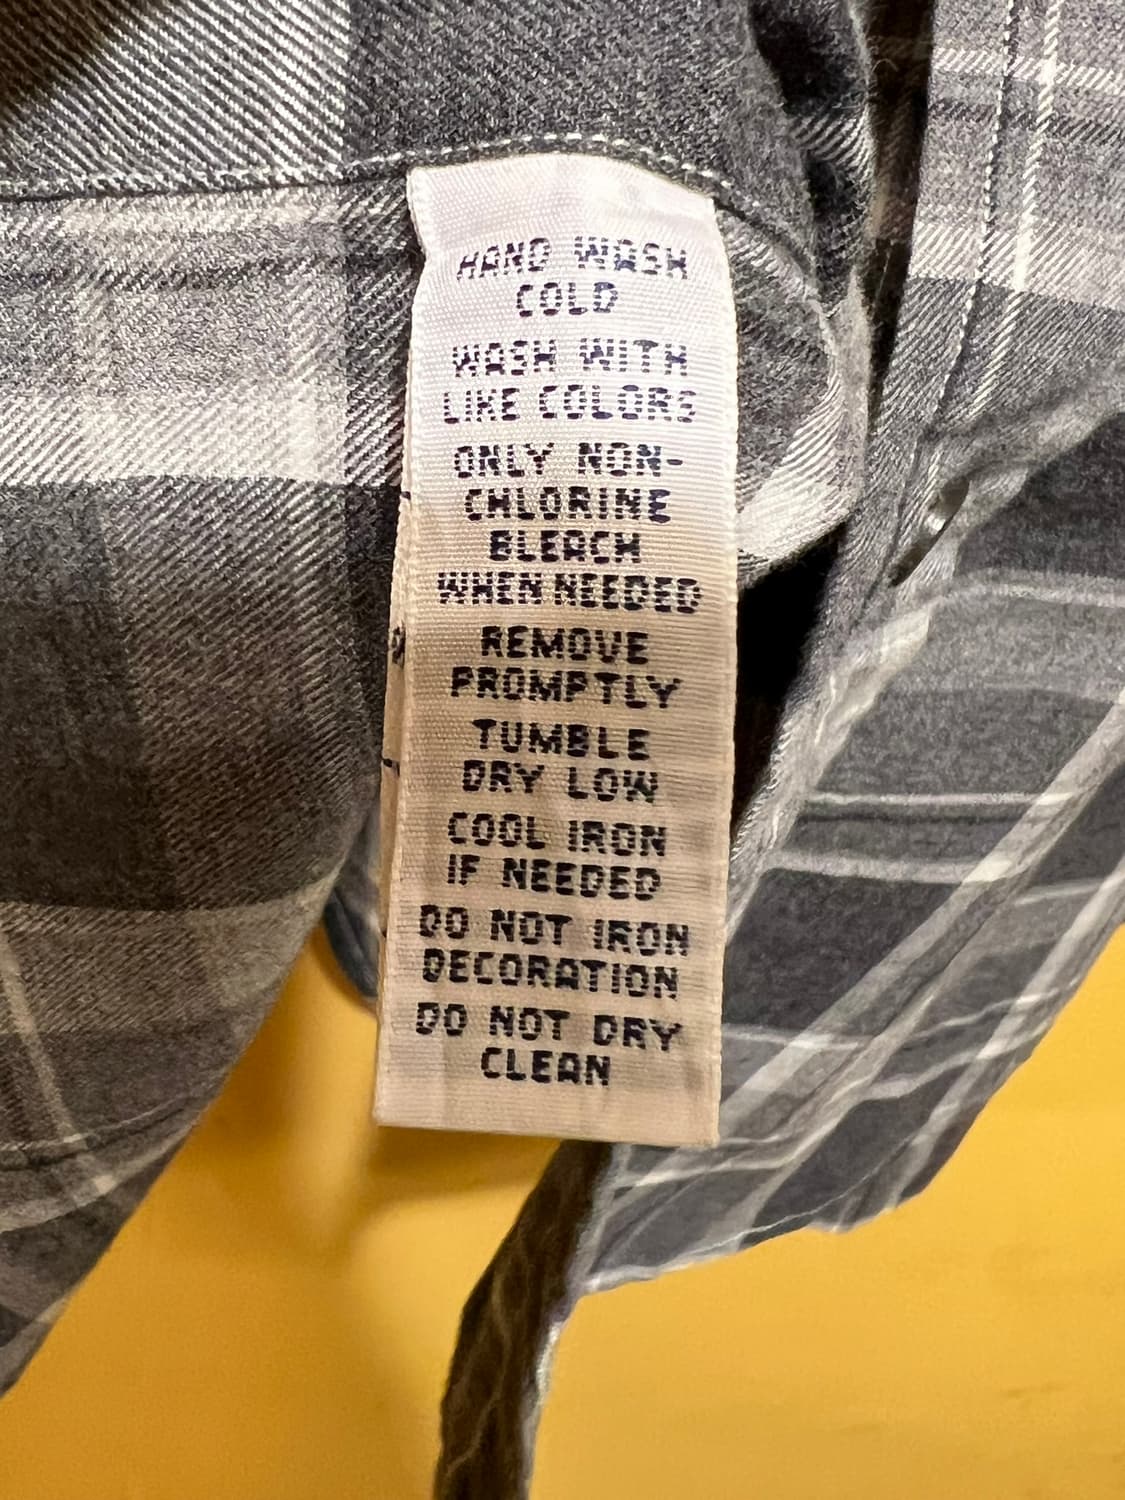 HAND WASH
COLD
WASH WITH
LIKE COLORS
ONLY NON-
CHLORINE
BLEACH
WHEN NEEDED
REMOVE
PROMPTLY
TUMBLE
DRY LOW
COOL IRON
IF NEEDED
DO NOT IRON
DECORATION
DO NOT DRY
CLEAN